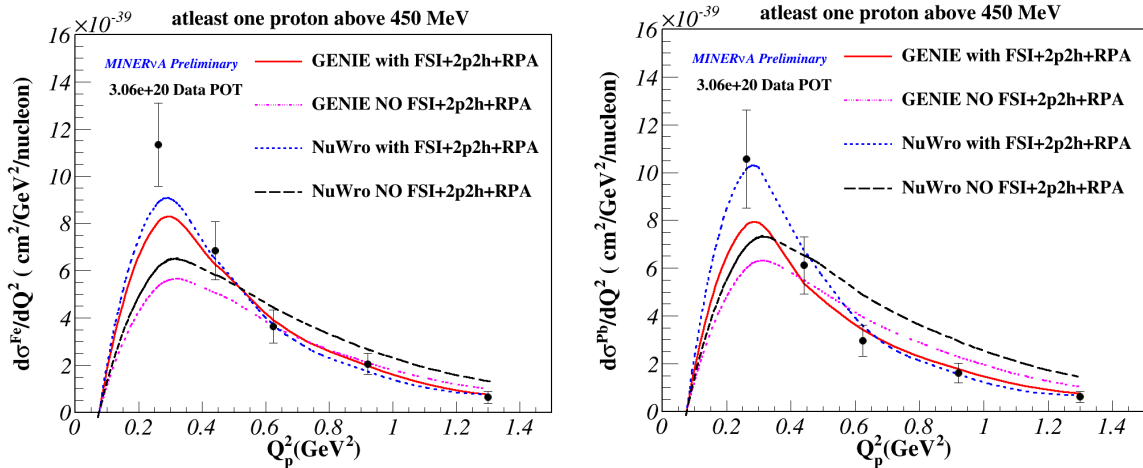 ×10⁻³⁹
atleast one proton above 450 MeV
MINERνA Preliminary
3.06e+20 Data POT
GENIE with FSI+2p2h+RPA
GENIE NO FSI+2p2h+RPA
NuWro with FSI+2p2h+RPA
NuWro NO FSI+2p2h+RPA
dσ^Fe/dQ² ( cm²/GeV²/nucleon)
16
14
12
10
8
6
4
2
0
0 0.2 0.4 0.6 0.8 1 1.2 1.4
Q²ₚ(GeV²)
×10⁻³⁹
atleast one proton above 450 MeV
MINERνA Preliminary
3.06e+20 Data POT
GENIE with FSI+2p2h+RPA
GENIE NO FSI+2p2h+RPA
NuWro with FSI+2p2h+RPA
NuWro NO FSI+2p2h+RPA
dσ^Pb/dQ² ( cm²/GeV²/nucleon)
16
14
12
10
8
6
4
2
0
0 0.2 0.4 0.6 0.8 1 1.2 1.4
Q²ₚ(GeV²)